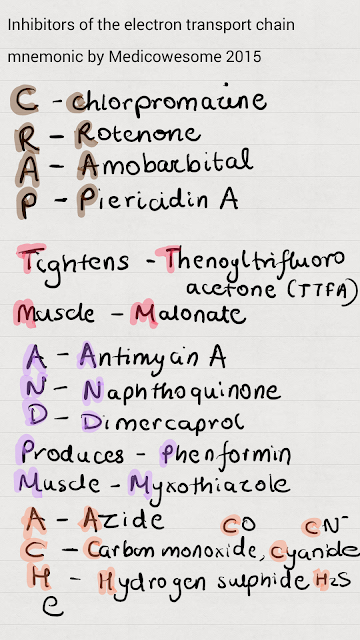 Inhibitors of the electron transport chain
mnemonic by Medicowesome 2015
C - chlorpromazine
R - Rotenone
A - Amobarbital
P - Piericidin A
Tightens - Thenoyltrifluoro
acetone (TTFA)
Muscle - Malonate
A - Antimycin A
N - Naphthoquinone
D - Dimercaprol
Produces - Phenformin
Muscle - Myxothiazole
A - Azide CO CN⁻
C - Carbon monoxide, Cyanide
H - Hydrogen sulphide H₂S
e